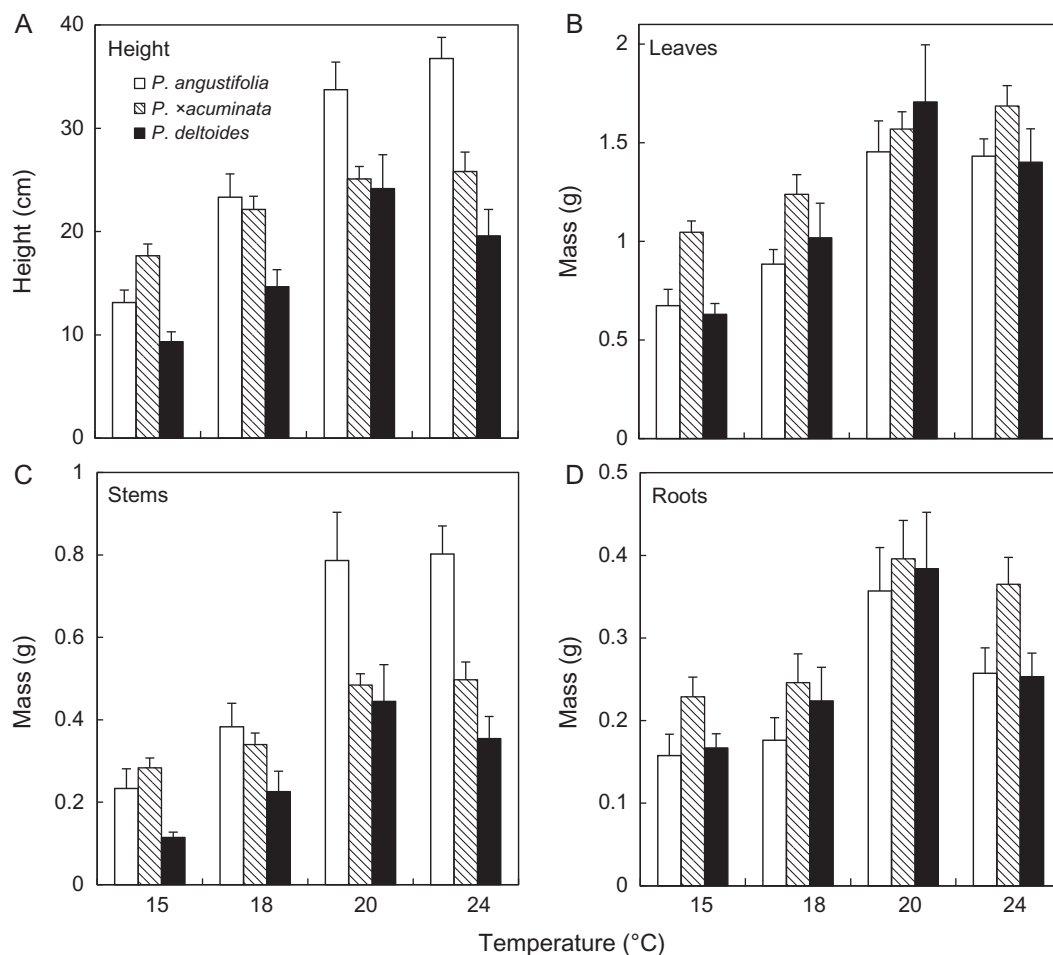 A
Height
P. angustifolia
P. ×acuminata
P. deltoides
Height (cm)
40
30
20
10
0
B
Leaves
Mass (g)
2
1.5
1
0.5
0
C
Stems
Mass (g)
1
0.8
0.6
0.4
0.2
0
15 18 20 24
D
Roots
Mass (g)
0.5
0.4
0.3
0.2
0.1
0
15 18 20 24
Temperature (°C)